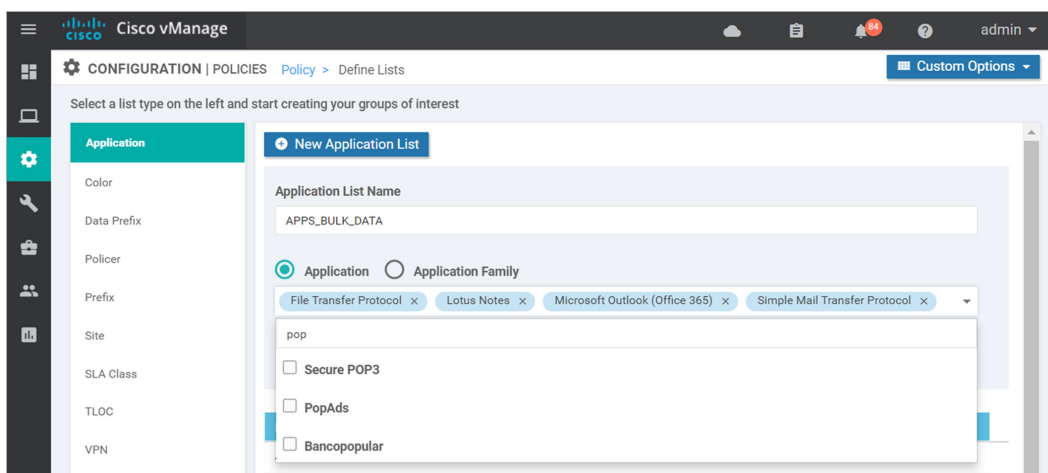 cisco Cisco vManage 84 admin
CONFIGURATION | POLICIES Policy > Define Lists Custom Options
Select a list type on the left and start creating your groups of interest
Application
Color
Data Prefix
Policer
Prefix
Site
SLA Class
TLOC
VPN
New Application List
Application List Name
APPS_BULK_DATA
Application Application Family
File Transfer Protocol × Lotus Notes × Microsoft Outlook (Office 365) × Simple Mail Transfer Protocol ×
pop
Secure POP3
PopAds
Bancopopular